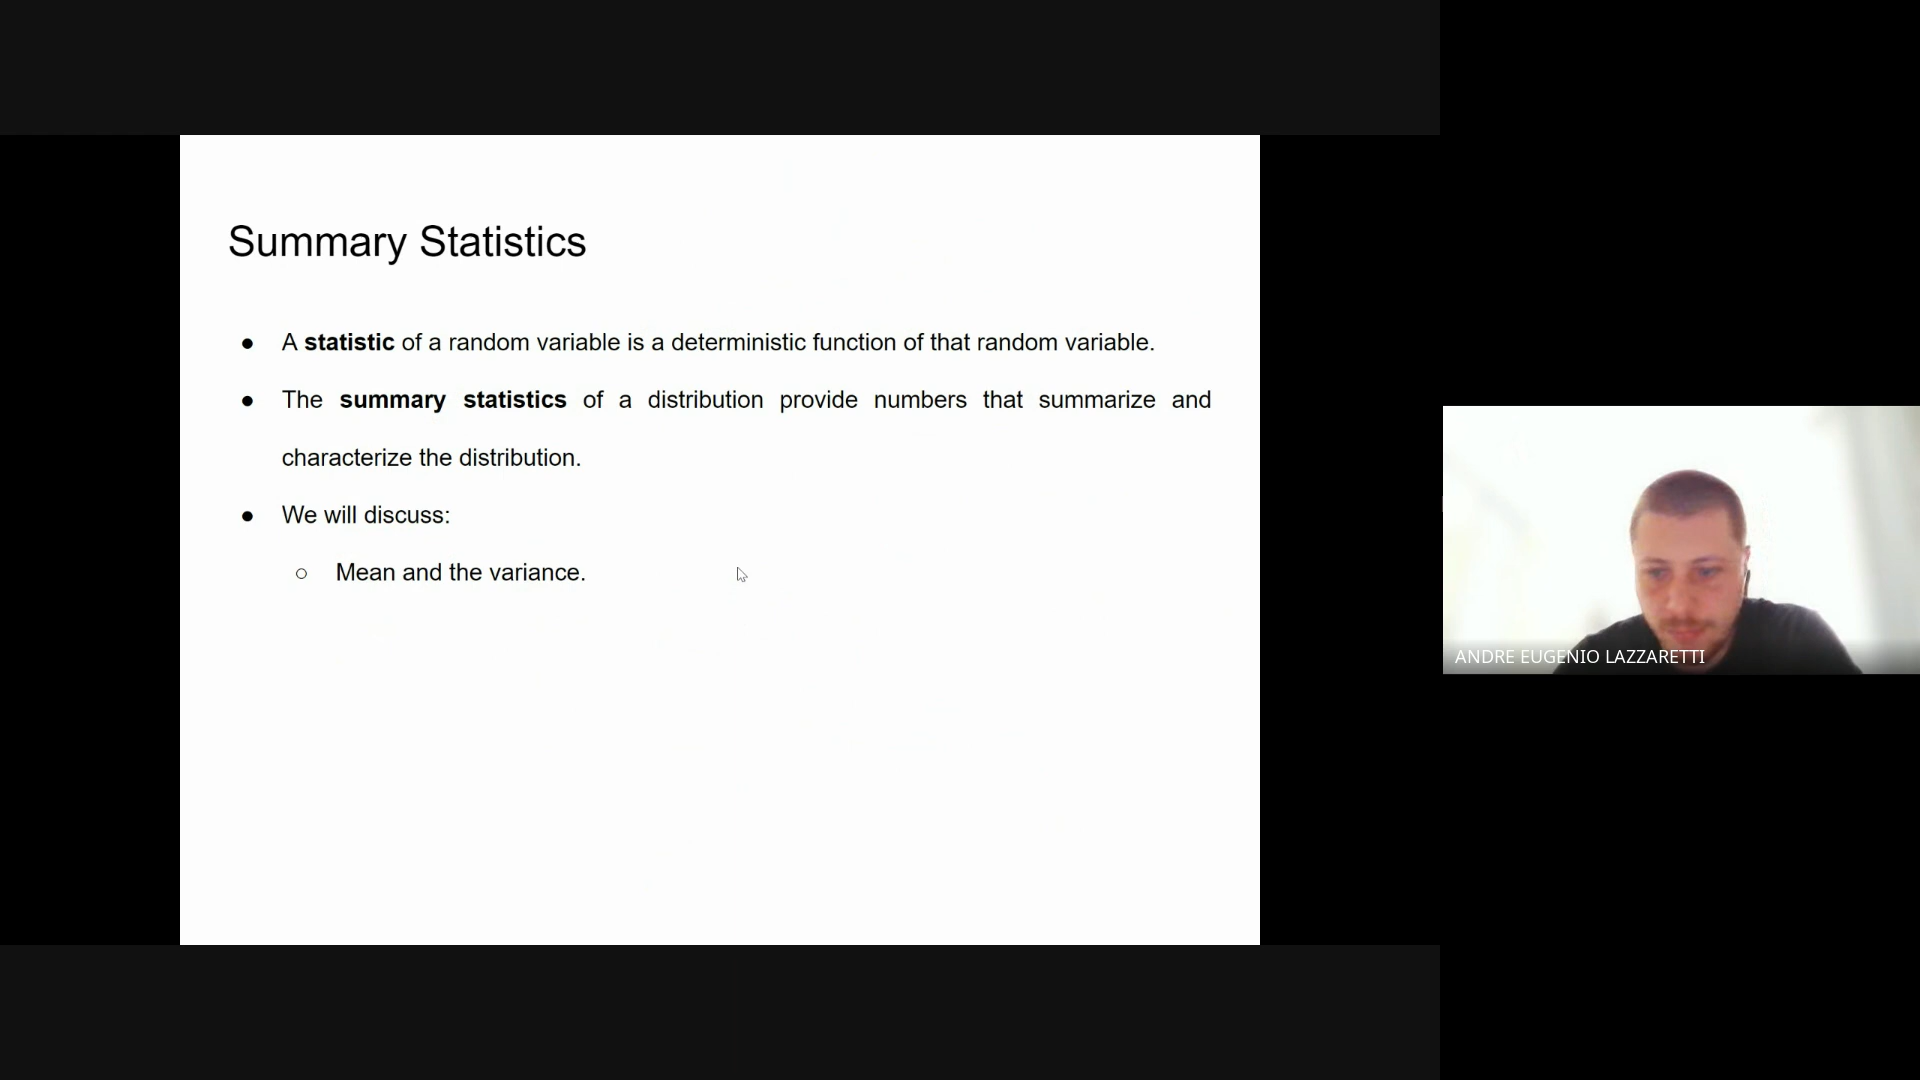 Summary Statistics
● A statistic of a random variable is a deterministic function of that random variable.
● The summary statistics of a distribution provide numbers that summarize and
characterize the distribution.
● We will discuss:
○ Mean and the variance.
ANDRE EUGENIO LAZZARETTI